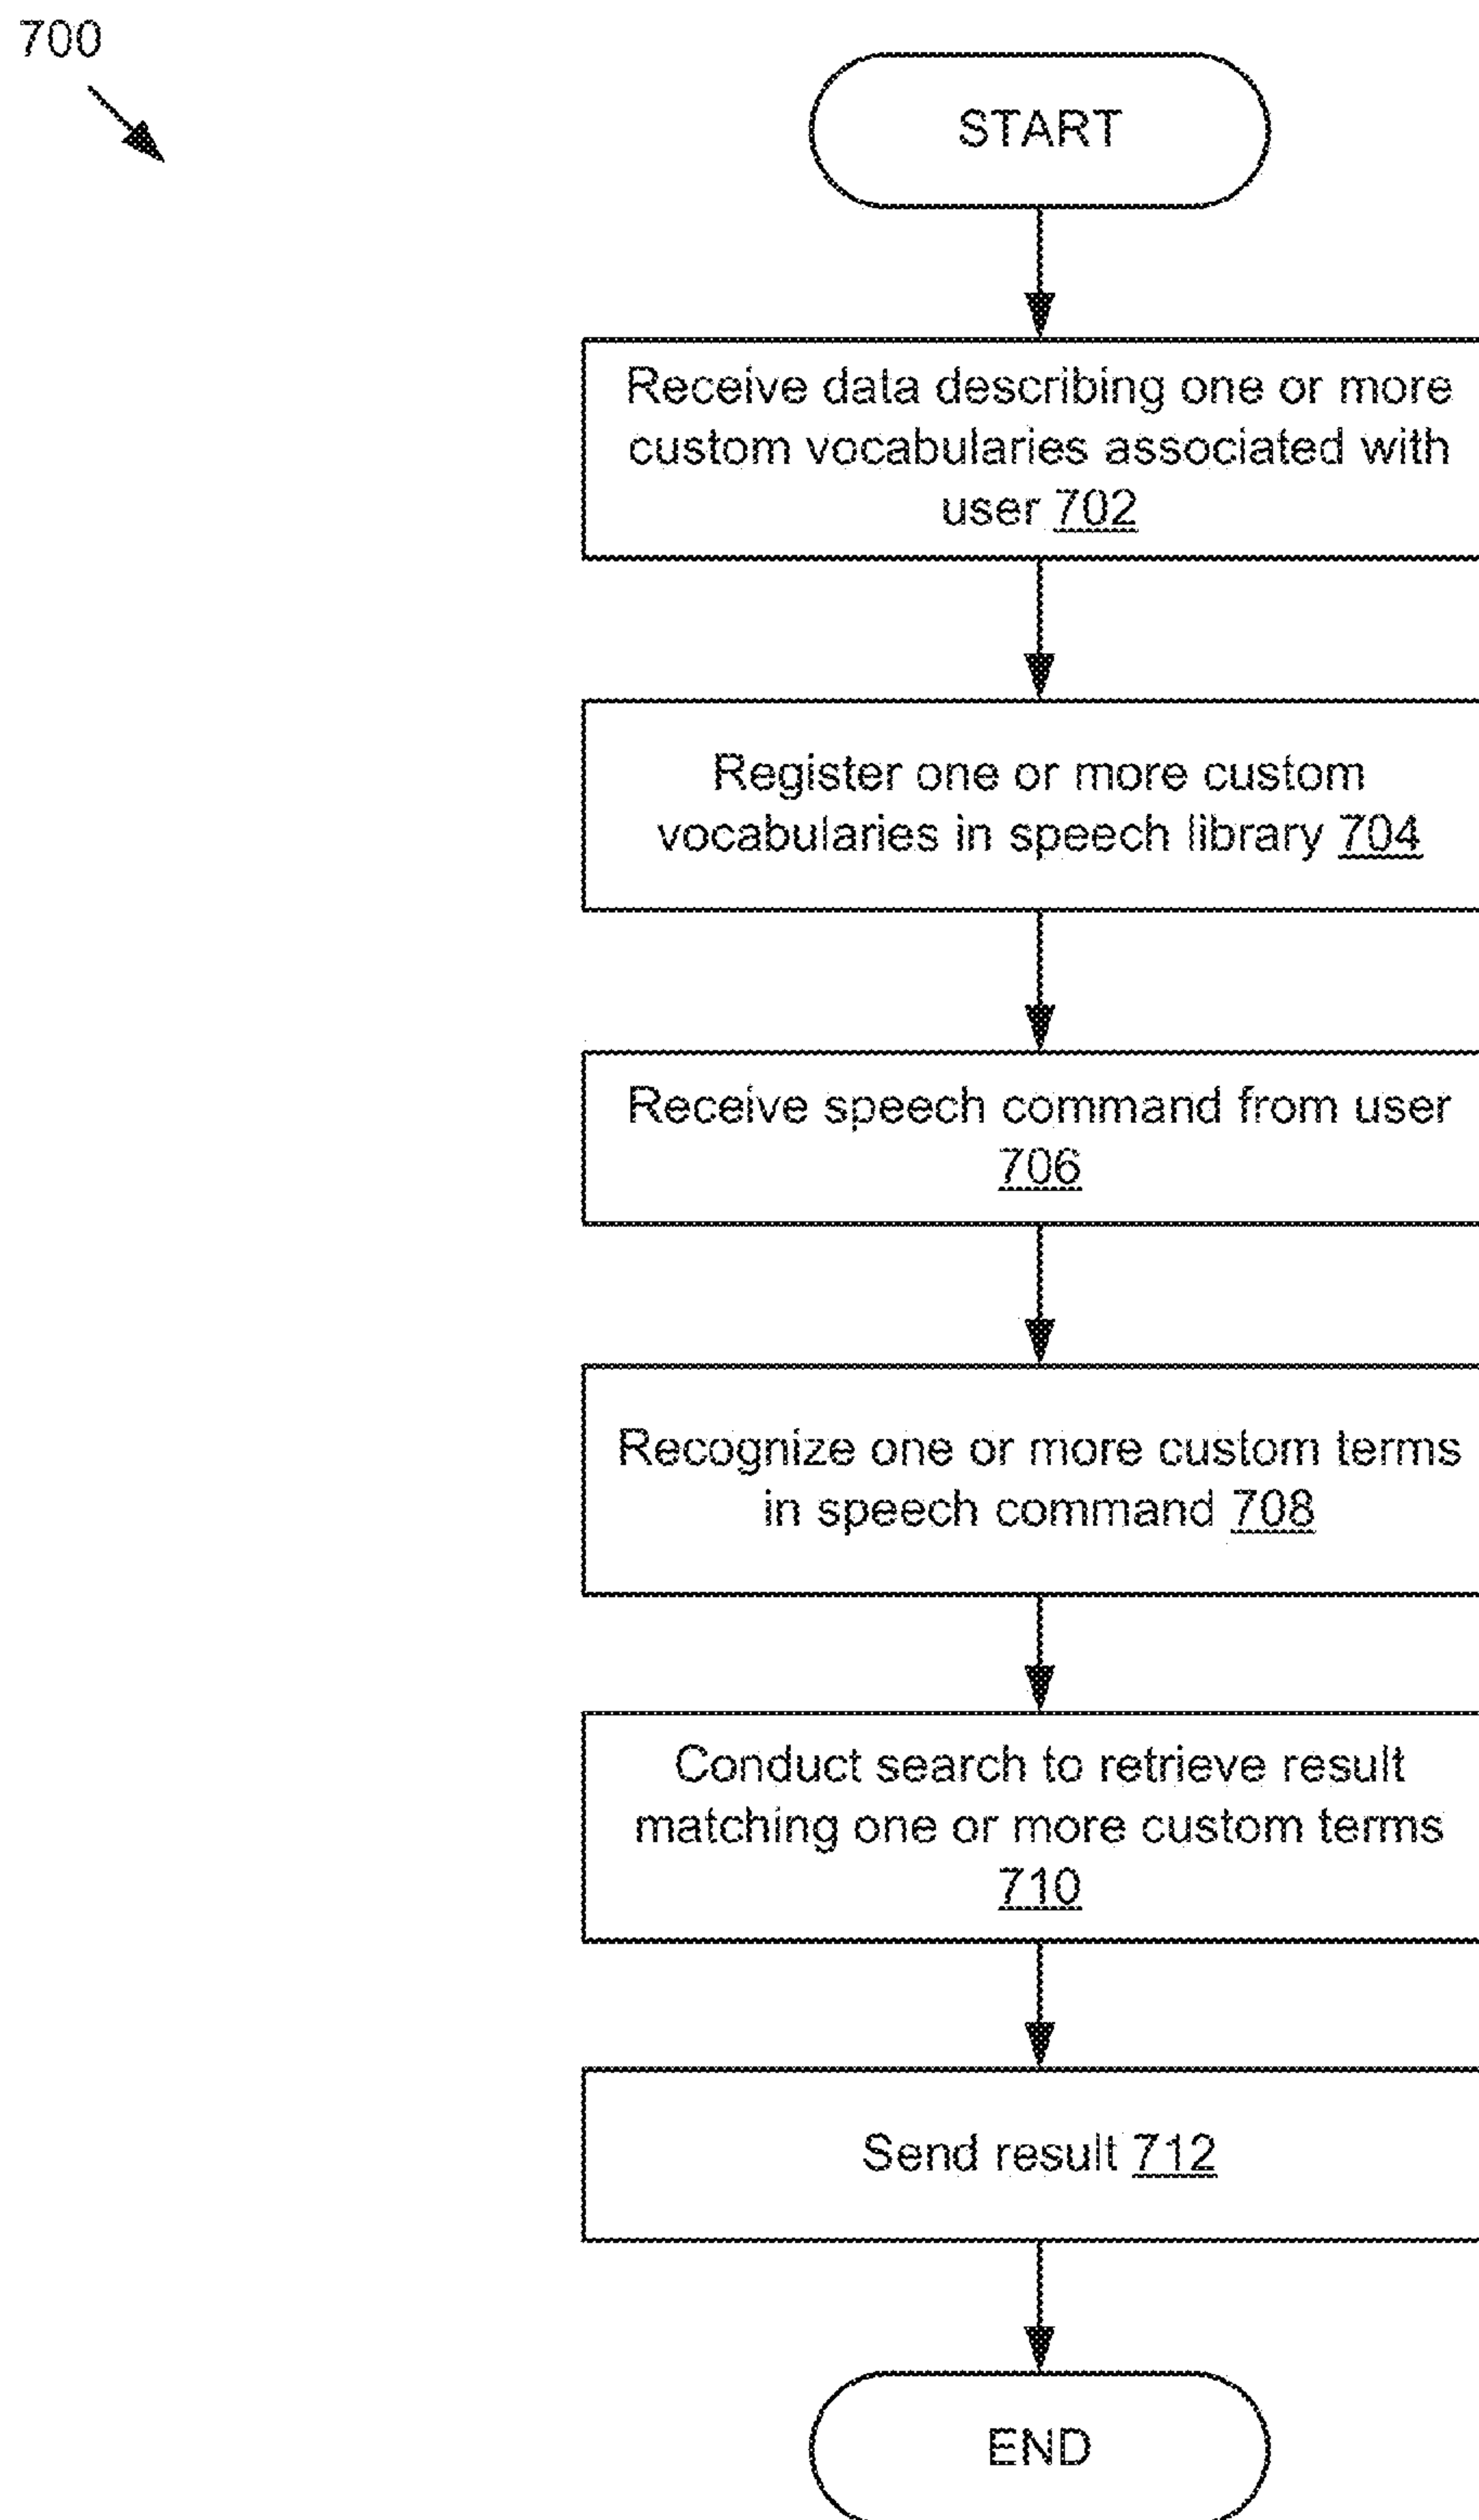 700
START
Receive data describing one or more
custom vocabularies associated with
user 702
Register one or more custom
vocabularies in speech library 704
Receive speech command from user
706
Recognize one or more custom terms
in speech command 708
Conduct search to retrieve result
matching one or more custom terms
710
Send result 712
END